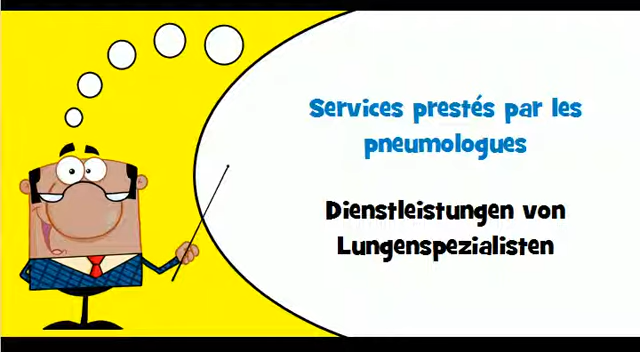 Services prestés par les
pneumologues
Dienstleistungen von
Lungenspezialisten